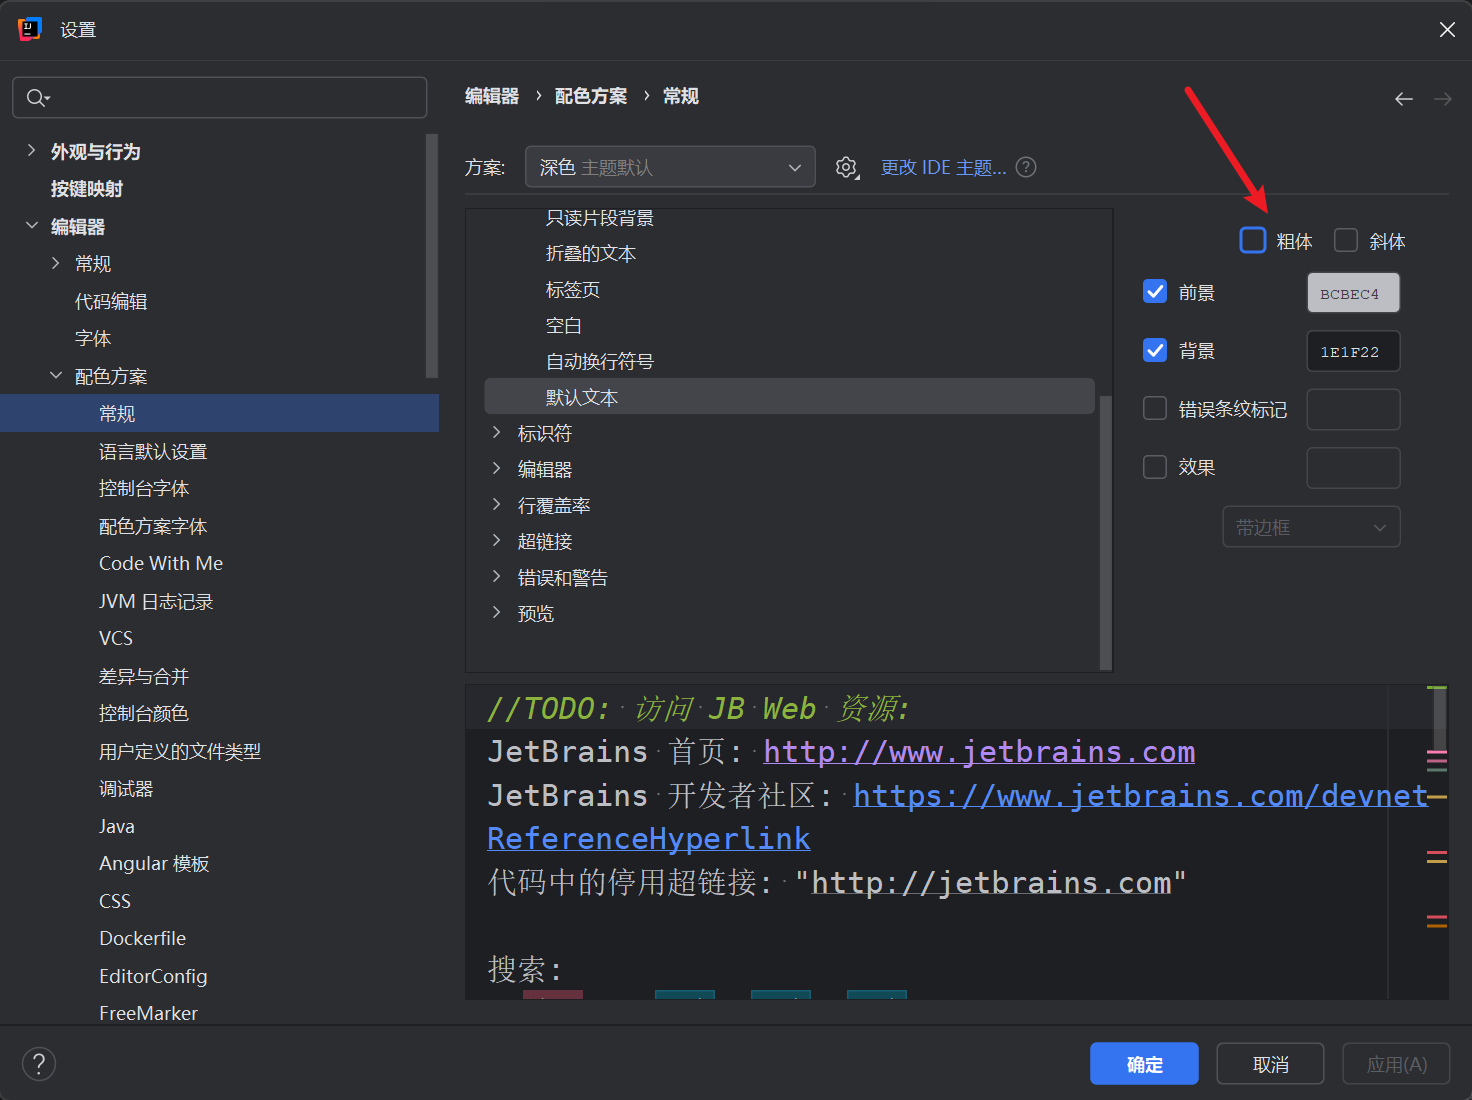 设置
外观与行为
按键映射
编辑器
常规
代码编辑
字体
配色方案
常规
语言默认设置
控制台字体
配色方案字体
Code With Me
JVM 日志记录
VCS
差异与合并
控制台颜色
用户定义的文件类型
调试器
Java
Angular 模板
CSS
Dockerfile
EditorConfig
FreeMarker
编辑器 › 配色方案 › 常规
方案: 深色 主题默认 更改 IDE 主题... ?
只读片段背景
折叠的文本
标签页
空白
自动换行符号
默认文本
标识符
编辑器
行覆盖率
超链接
错误和警告
预览
粗体 斜体
前景 BCBEC4
背景 1E1F22
错误条纹标记
效果
带边框
//TODO: 访问 JB Web 资源:
JetBrains 首页: http://www.jetbrains.com
JetBrains 开发者社区: https://www.jetbrains.com/devnet
ReferenceHyperlink
代码中的停用超链接: "http://jetbrains.com"
搜索:
? 确定 取消 应用(A)